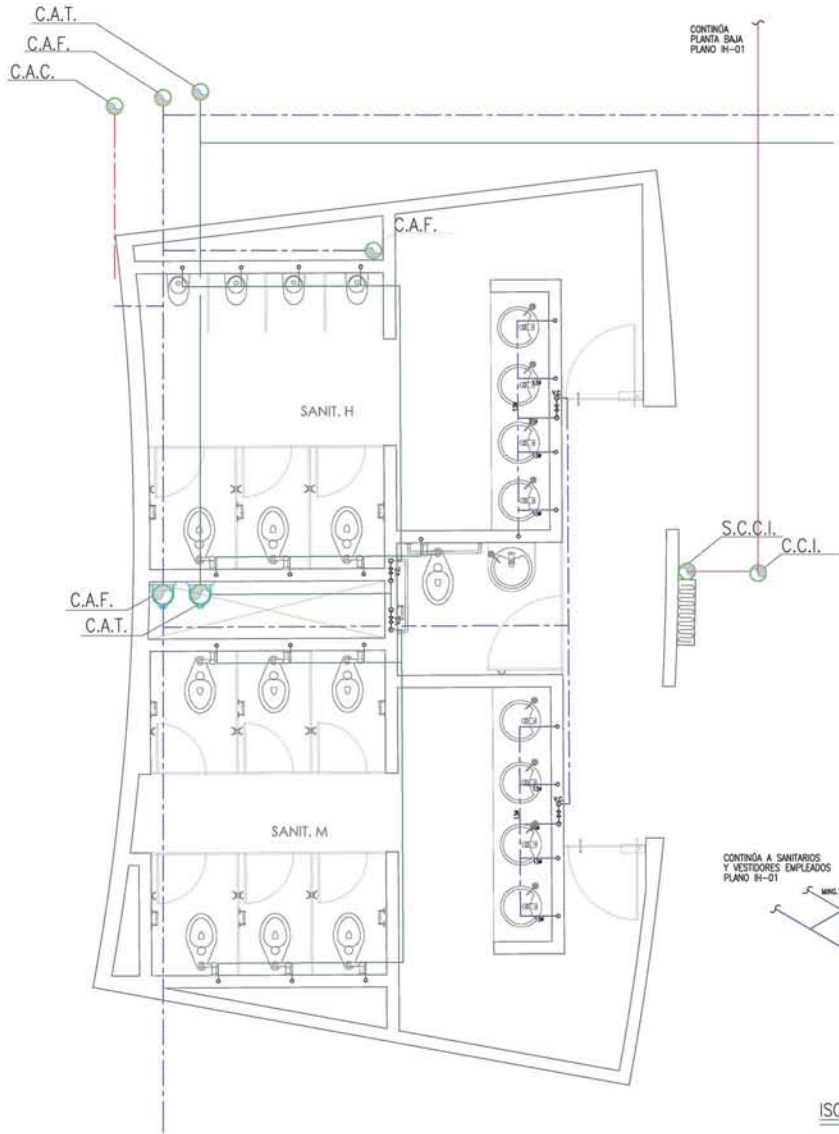 C.A.T.
C.A.F.
C.A.C.
CONTINÚA
PLANTA BAJA
PLANO IH-01
C.A.F.
SANIT. H
S.C.C.I.
C.C.I.
C.A.F.
C.A.T.
SANIT. M
CONTINÚA A SANITARIOS
Y VESTIDORES EMPLEADOS
PLANO IH-01